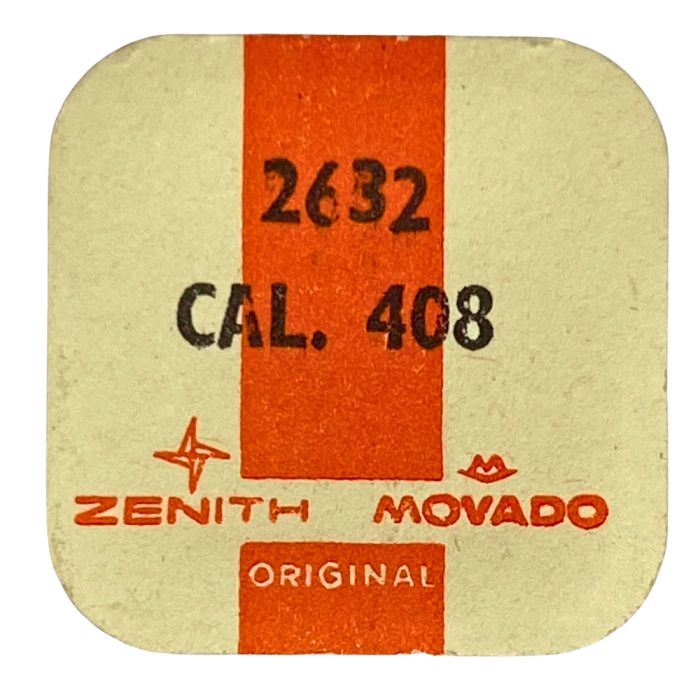 2632
CAL. 408
ZENITH MOVADO
ORIGINAL